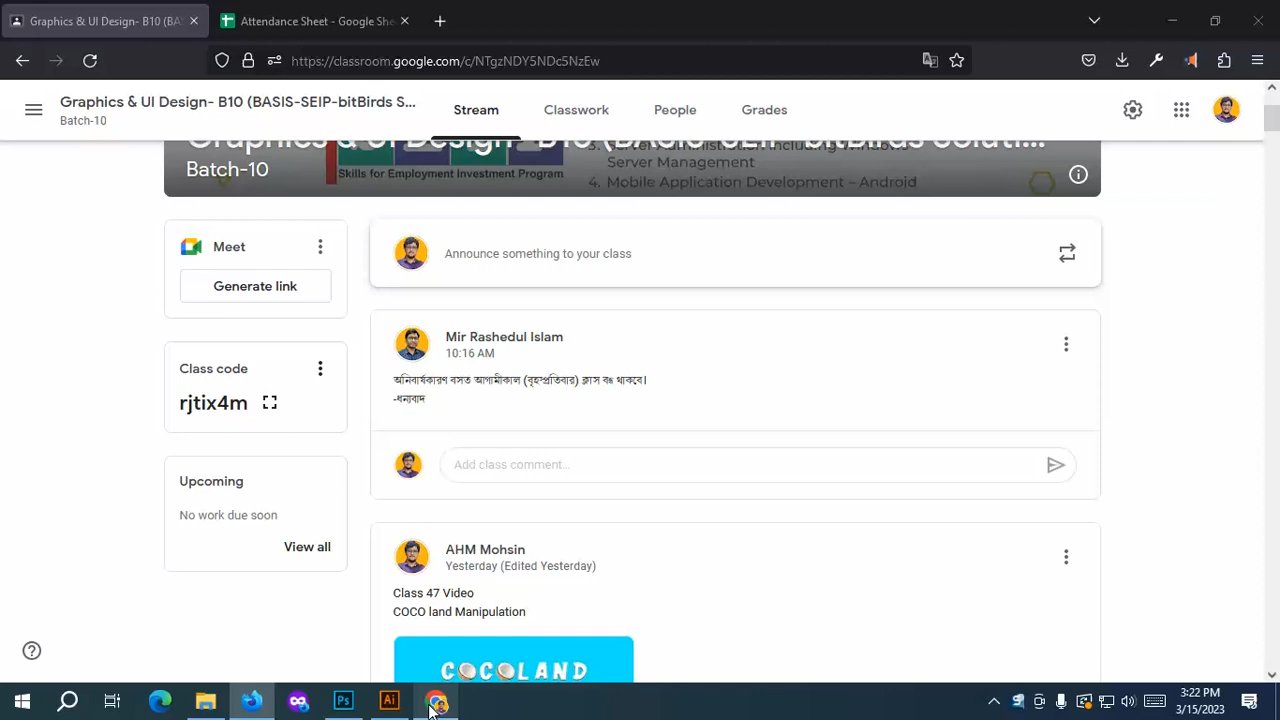 Graphics & UI Design- B10 (BA
Attendance Sheet - Google She
https://classroom.google.com/c/NTgzNDY5NDc5NzEw
Graphics & UI Design- B10 (BASIS-SEIP-bitBirds S...
Batch-10
Stream
Classwork
People
Grades
Batch-10
Skills for Employment Investment Program
Server Management
4. Mobile Application Development – Android
Meet
Generate link
Announce something to your class
Mir Rashedul Islam
10:16 AM
অনিবার্যকারণ বসত আগামীকাল (বৃহস্প্রতিবার) ক্লাস বন্ধ থাকবে।
-ধন্যবাদ
Class code
rjtix4m
Add class comment...
Upcoming
No work due soon
View all
AHM Mohsin
Yesterday (Edited Yesterday)
Class 47 Video
COCO land Manipulation
COCOLAND
Ps
Ai
3:22 PM
3/15/2023